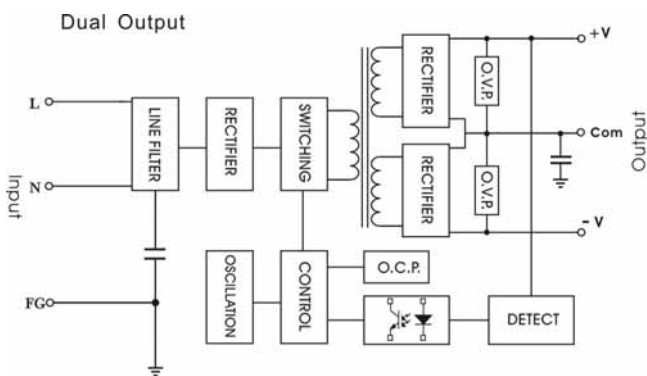 Dual Output
Input
L
N
FG
LINE FILTER
RECTIFIER
SWITCHING
RECTIFIER
RECTIFIER
O.V.P.
O.V.P.
+V
Com
-V
Output
OSCILLATION
CONTROL
O.C.P.
DETECT